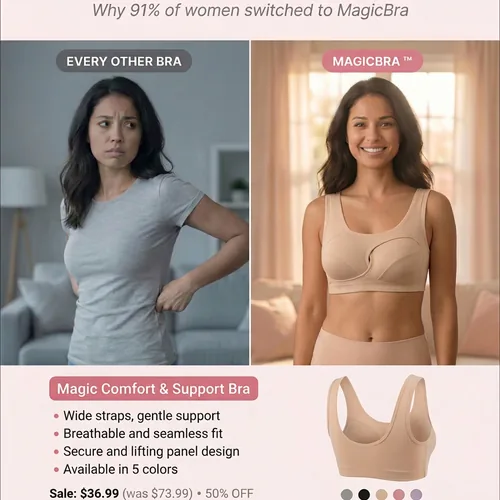 Why 91% of women switched to MagicBra
EVERY OTHER BRA
MAGICBRA ™
Magic Comfort & Support Bra
• Wide straps, gentle support
• Breathable and seamless fit
• Secure and lifting panel design
• Available in 5 colors
Sale: $36.99 (was $73.99) • 50% OFF